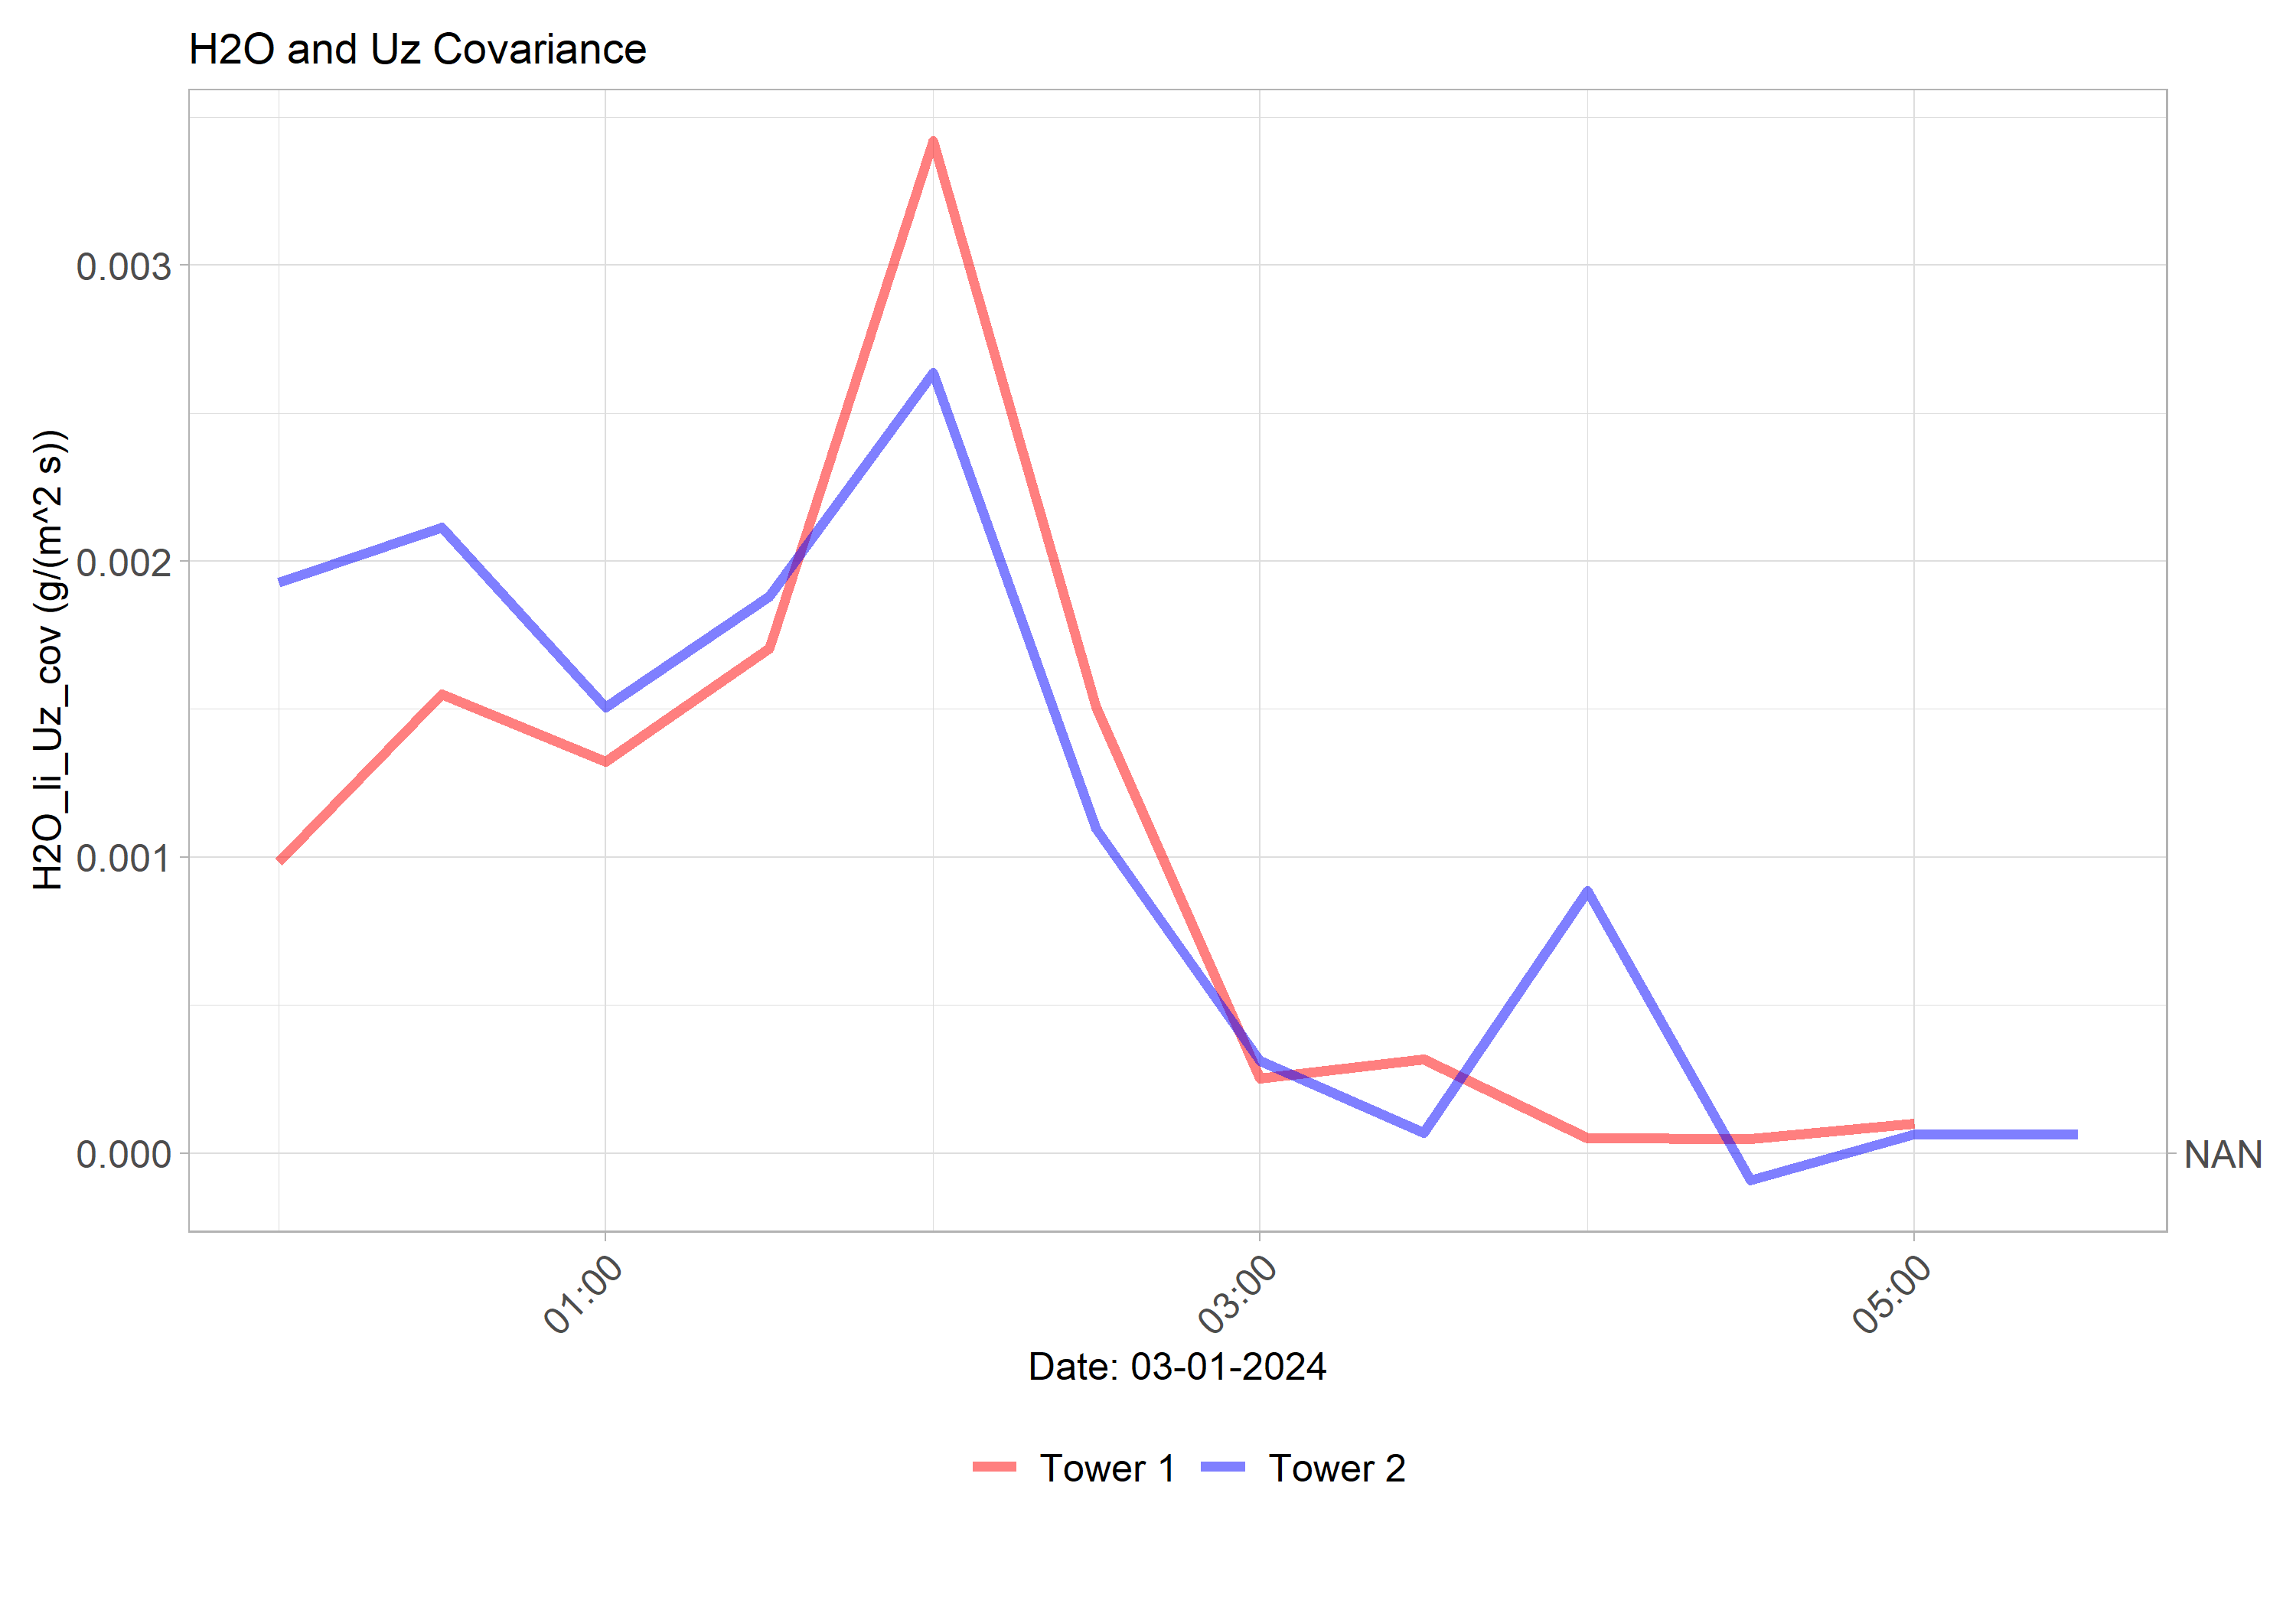 H2O and Uz Covariance
H2O_li_Uz_cov (g/(m^2 s))
0.003
0.002
0.001
0.000
NAN
01:00
03:00
05:00
Date: 03-01-2024
Tower 1
Tower 2